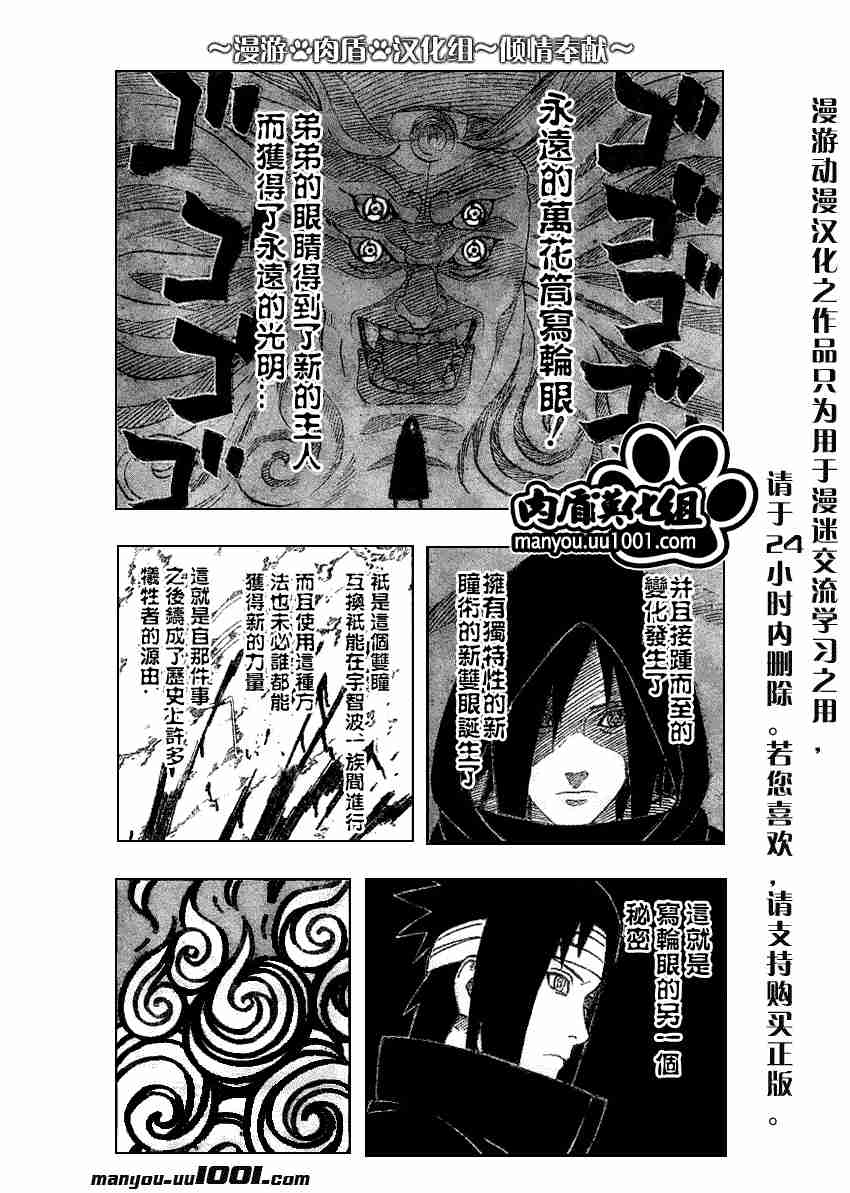 ～漫游 肉盾 汉化组～倾情奉献～
漫游动漫汉化之作品只为用于漫迷交流学习之用，
请于24小时内删除。若您喜欢，请支持购买正版。
ゴゴゴゴ
永遠的萬花筒寫輪眼！
弟弟的眼睛得到了新的主人
而獲得了永遠的光明…
ゴゴゴゴ
肉盾漢化组
manyou.uu1001.com
并且接踵而至的
變化發生了
擁有獨特性的新
瞳術的新雙眼誕生了
衹是這個雙瞳
互換衹能在宇智波一族間進行
而且使用這種方
法也未必誰都能
獲得新的力量
這就是自那件事
之後鑄成了歷史上許多
犧牲者的源由.
這就是
寫輪眼的另一個
秘密
manyou-uu1001.com